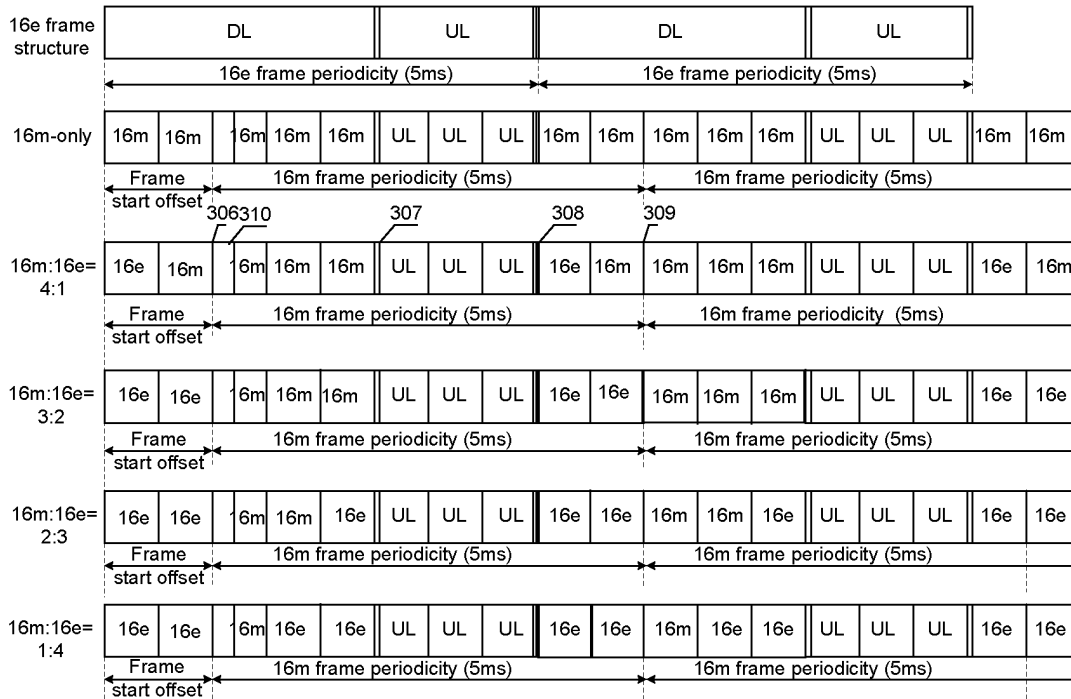 16e frame structure DL UL DL UL
16e frame periodicity (5ms) 16e frame periodicity (5ms)
16m-only 16m 16m 16m 16m 16m UL UL UL 16m 16m 16m 16m 16m UL UL UL 16m 16m
Frame start offset 16m frame periodicity (5ms) 16m frame periodicity (5ms)
306 310 307 308 309
16m:16e= 4:1 16e 16m 16m 16m 16m UL UL UL 16e 16m 16m 16m 16m UL UL UL 16e 16m
Frame start offset 16m frame periodicity (5ms) 16m frame periodicity (5ms)
16m:16e= 3:2 16e 16e 16m 16m 16m UL UL UL 16e 16e 16m 16m 16m UL UL UL 16e 16e
Frame start offset 16m frame periodicity (5ms) 16m frame periodicity (5ms)
16m:16e= 2:3 16e 16e 16m 16m 16e UL UL UL 16e 16e 16m 16m 16e UL UL UL 16e 16e
Frame start offset 16m frame periodicity (5ms) 16m frame periodicity (5ms)
16m:16e= 1:4 16e 16e 16m 16e 16e UL UL UL 16e 16e 16m 16e 16e UL UL UL 16e 16e
Frame start offset 16m frame periodicity (5ms) 16m frame periodicity (5ms)